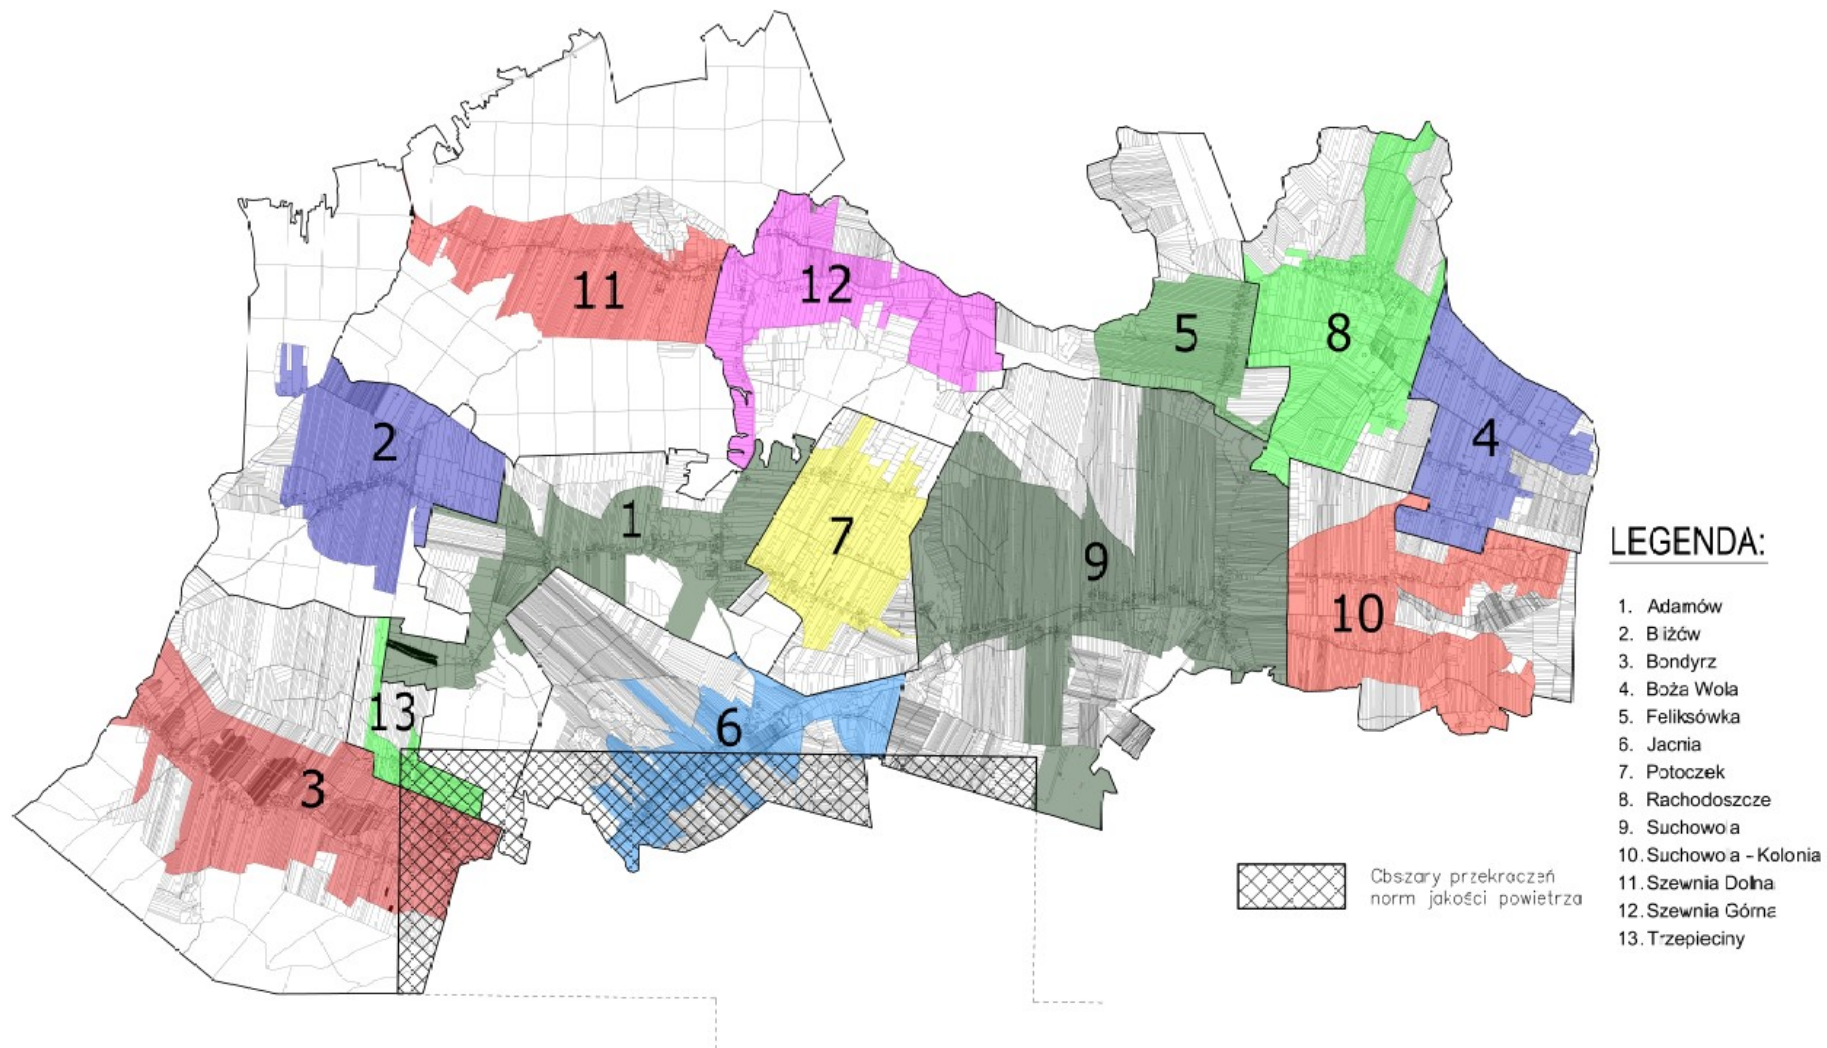 11
12
5
8
2
4
1
7
9
10
13
6
3
LEGENDA:
1. Adamów
2. Bliżów
3. Bondyrz
4. Boża Wola
5. Feliksówka
6. Jacnia
7. Potoczek
8. Rachodoszcze
9. Suchowola
10. Suchowola - Kolonia
11. Szewnia Dolna
12. Szewnia Górna
13. Trzepieciny
Obszary przekroczeń
norm jakości powietrza